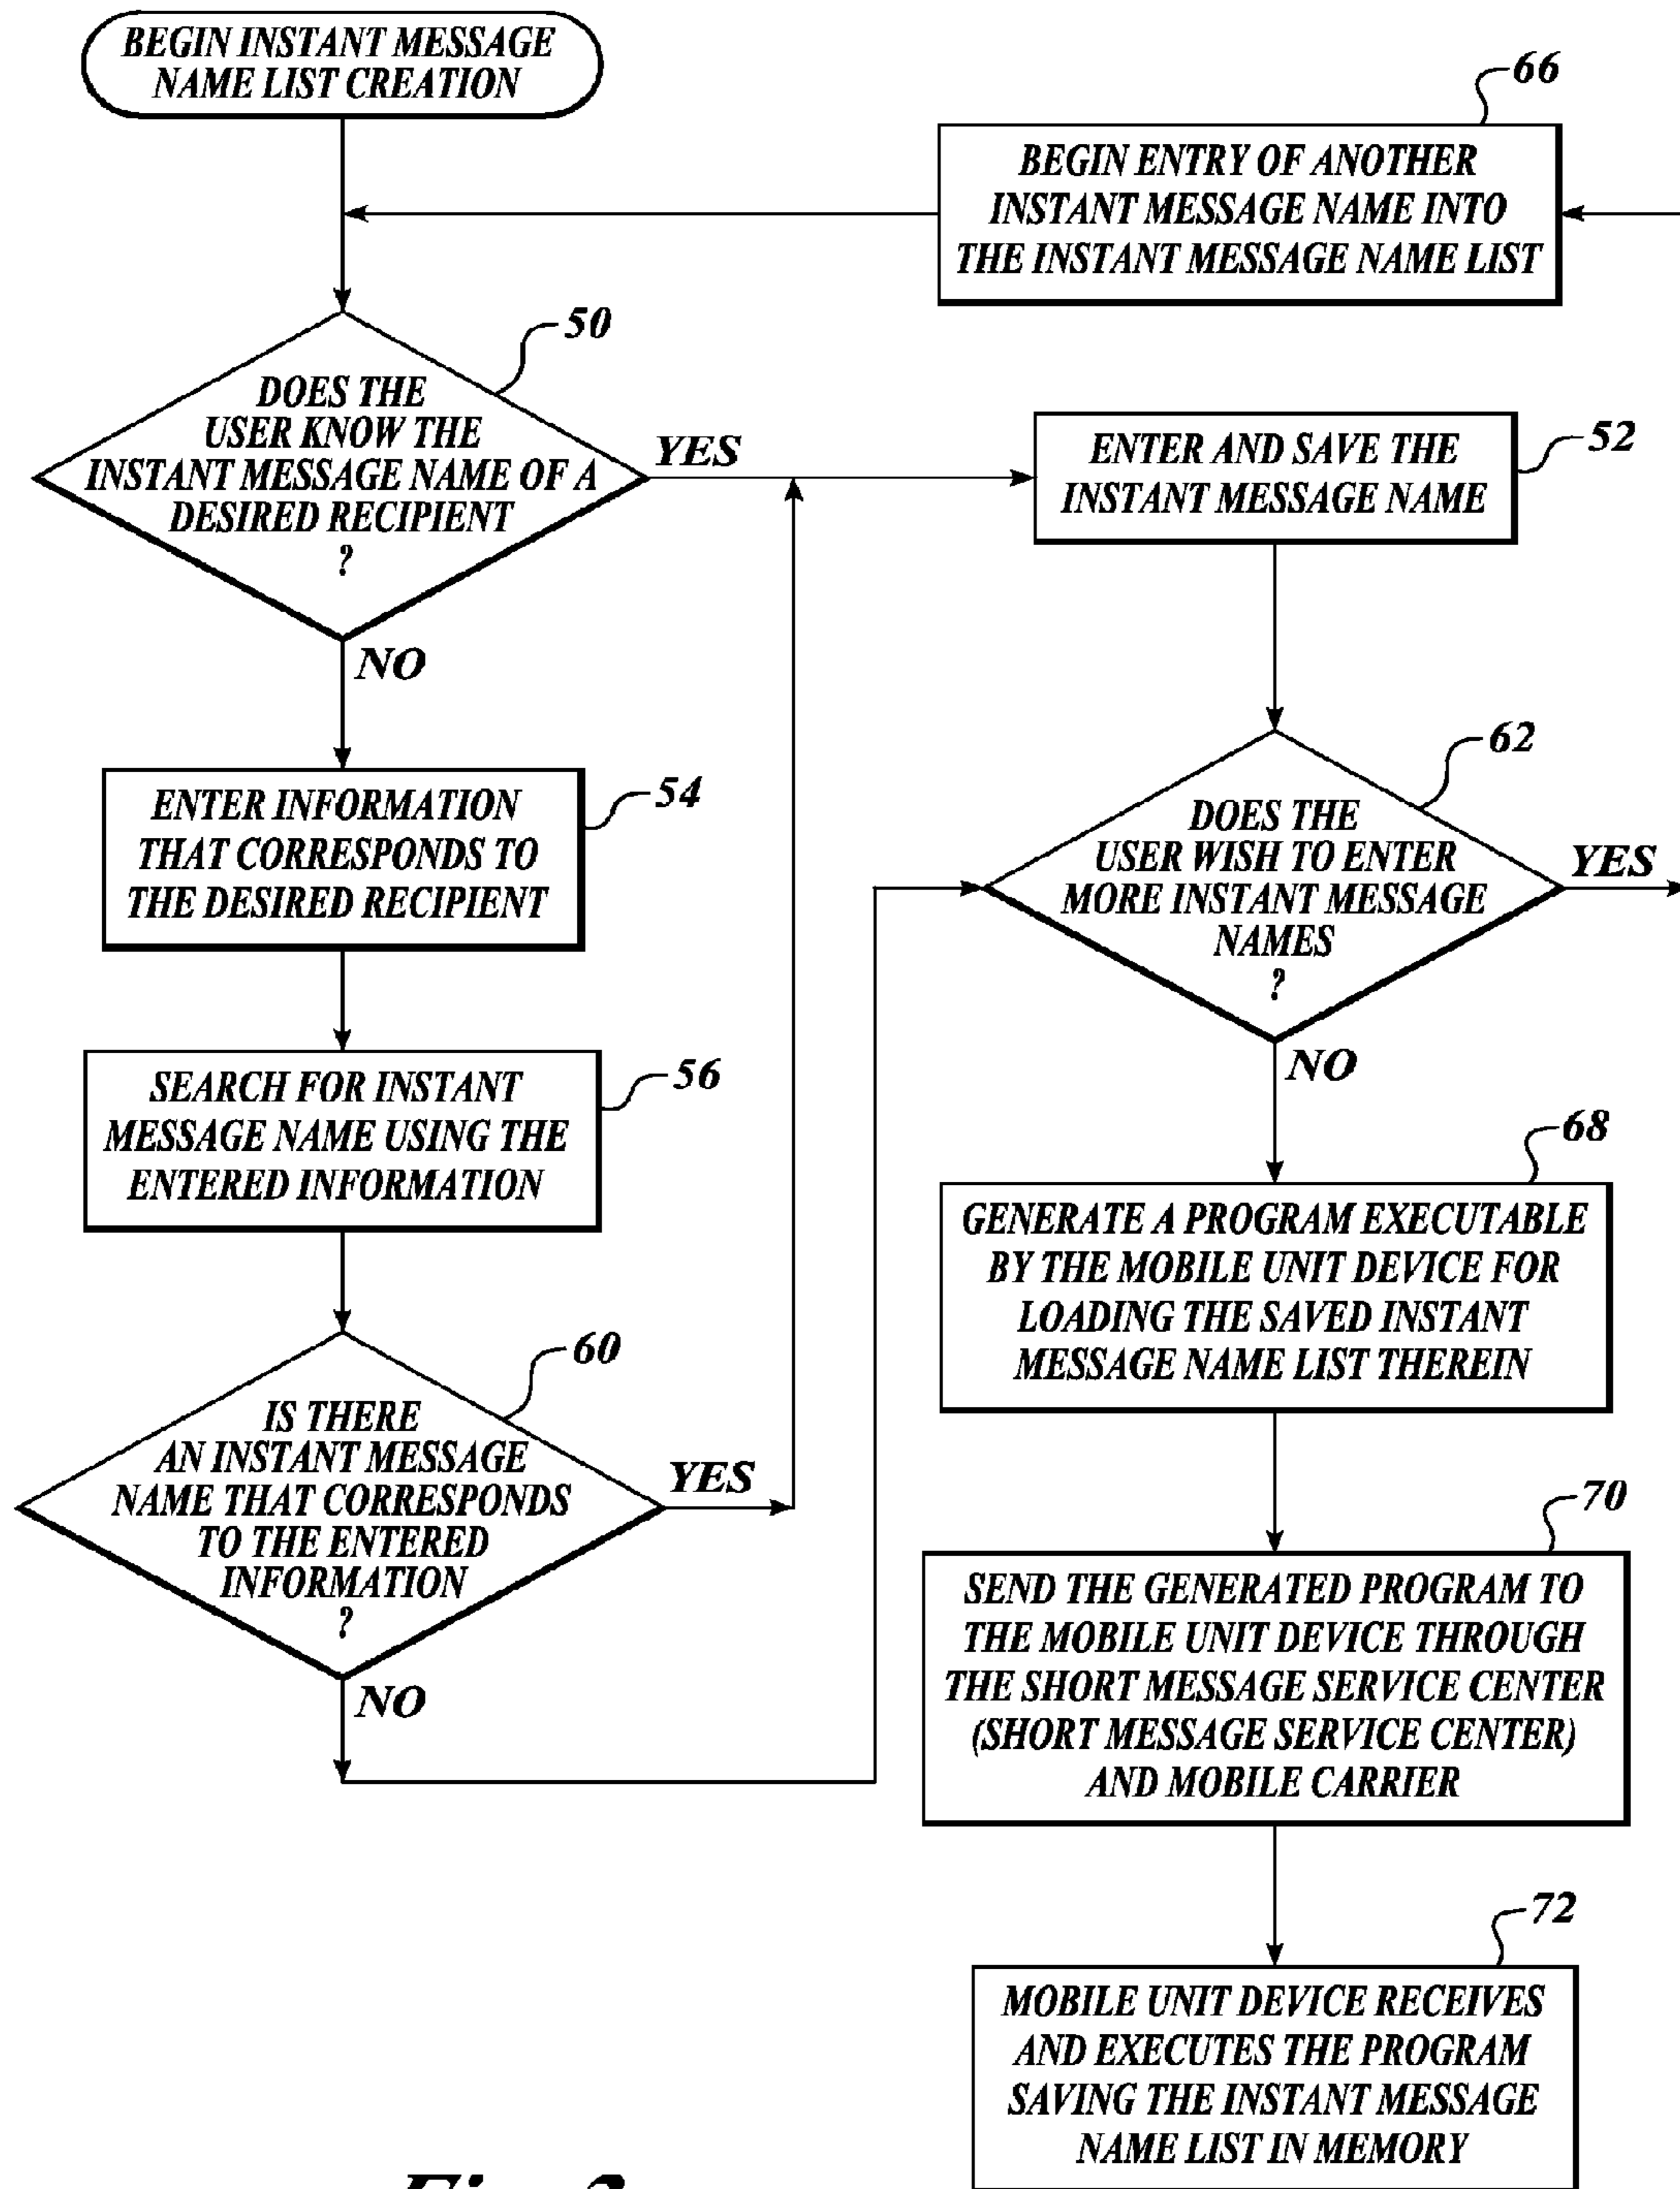 BEGIN INSTANT MESSAGE
NAME LIST CREATION
66
BEGIN ENTRY OF ANOTHER
INSTANT MESSAGE NAME INTO
THE INSTANT MESSAGE NAME LIST
50
DOES THE
USER KNOW THE
INSTANT MESSAGE NAME OF A
DESIRED RECIPIENT
?
YES
NO
52
ENTER AND SAVE THE
INSTANT MESSAGE NAME
54
ENTER INFORMATION
THAT CORRESPONDS TO
THE DESIRED RECIPIENT
62
DOES THE
USER WISH TO ENTER
MORE INSTANT MESSAGE
NAMES
?
YES
NO
56
SEARCH FOR INSTANT
MESSAGE NAME USING THE
ENTERED INFORMATION
60
IS THERE
AN INSTANT MESSAGE
NAME THAT CORRESPONDS
TO THE ENTERED
INFORMATION
?
YES
NO
68
GENERATE A PROGRAM EXECUTABLE
BY THE MOBILE UNIT DEVICE FOR
LOADING THE SAVED INSTANT
MESSAGE NAME LIST THEREIN
70
SEND THE GENERATED PROGRAM TO
THE MOBILE UNIT DEVICE THROUGH
THE SHORT MESSAGE SERVICE CENTER
(SHORT MESSAGE SERVICE CENTER)
AND MOBILE CARRIER
72
MOBILE UNIT DEVICE RECEIVES
AND EXECUTES THE PROGRAM
SAVING THE INSTANT MESSAGE
NAME LIST IN MEMORY